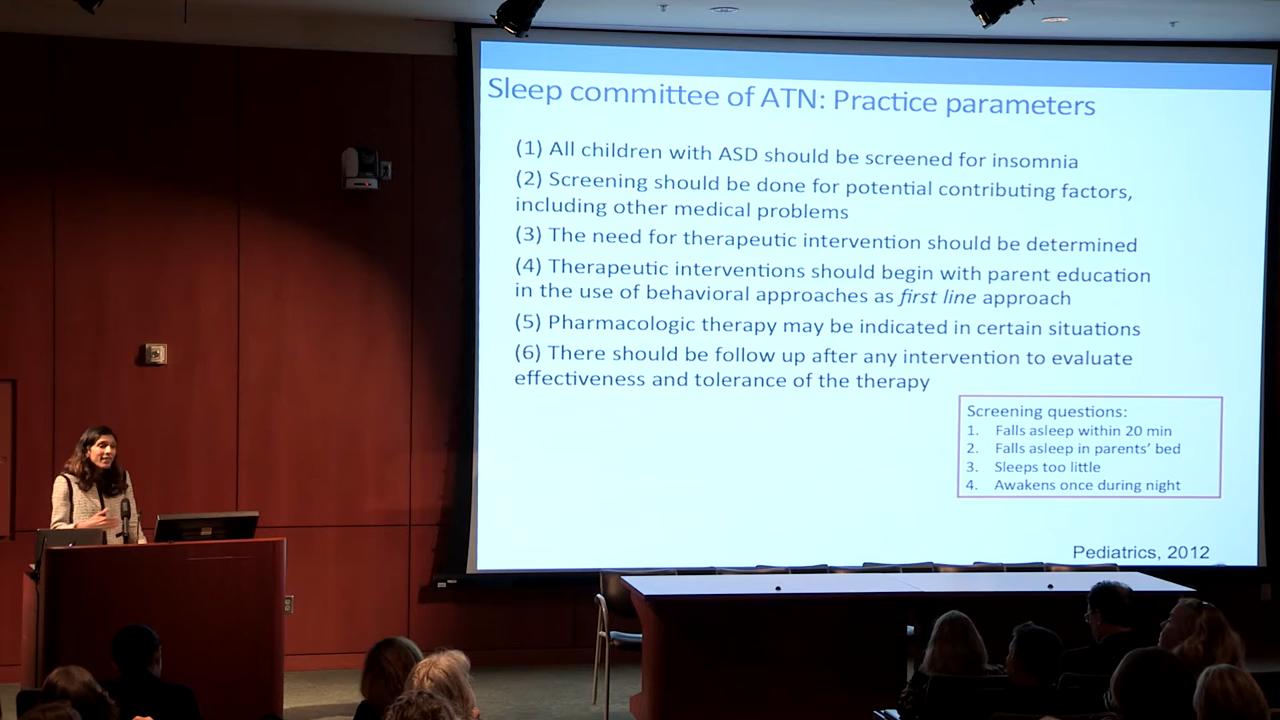 Sleep committee of ATN: Practice parameters
(1) All children with ASD should be screened for insomnia
(2) Screening should be done for potential contributing factors,
including other medical problems
(3) The need for therapeutic intervention should be determined
(4) Therapeutic interventions should begin with parent education
in the use of behavioral approaches as first line approach
(5) Pharmacologic therapy may be indicated in certain situations
(6) There should be follow up after any intervention to evaluate
effectiveness and tolerance of the therapy
Screening questions:
1. Falls asleep within 20 min
2. Falls asleep in parents' bed
3. Sleeps too little
4. Awakens once during night
Pediatrics, 2012